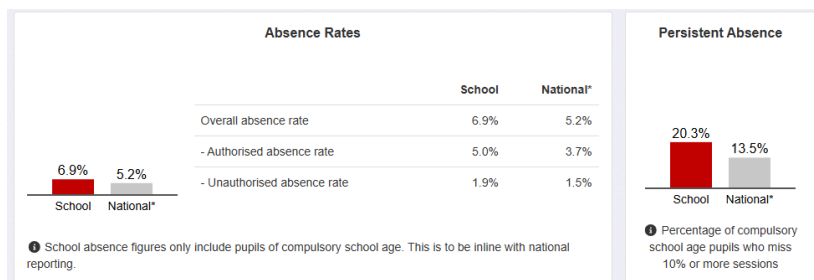 Absence Rates
School National*
Overall absence rate 6.9% 5.2%
- Authorised absence rate 5.0% 3.7%
- Unauthorised absence rate 1.9% 1.5%
6.9% 5.2%
School National*
School absence figures only include pupils of compulsory school age. This is to be inline with national
reporting.
Persistent Absence
20.3%
13.5%
School National*
Percentage of compulsory
school age pupils who miss
10% or more sessions